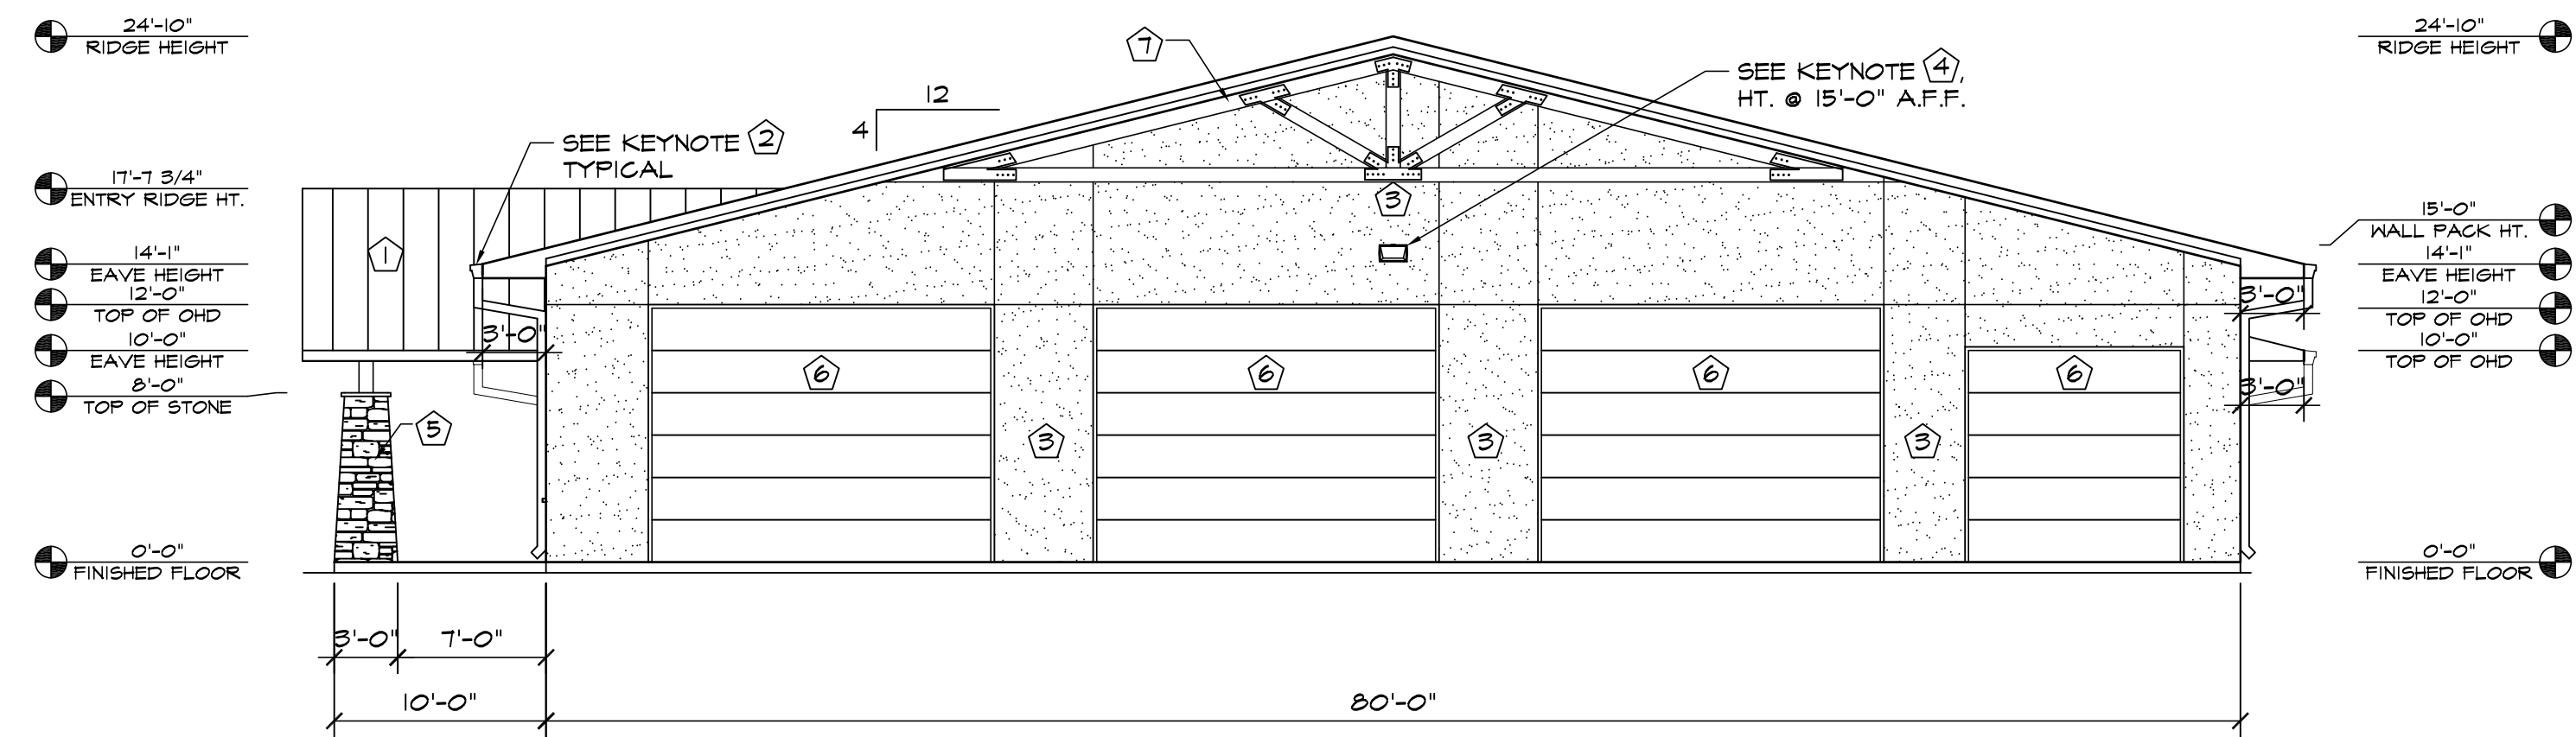 24'-10"
RIDGE HEIGHT
17'-7 3/4"
ENTRY RIDGE HT.
14'-1"
EAVE HEIGHT
12'-0"
TOP OF OHD
10'-0"
EAVE HEIGHT
8'-0"
TOP OF STONE
0'-0"
FINISHED FLOOR
SEE KEYNOTE 2
TYPICAL
12
4
7
SEE KEYNOTE 4,
HT. @ 15'-0" A.F.F.
1
3
3'-0"
5
6
6
6
6
3
3
3
3'-0"
3'-0"
24'-10"
RIDGE HEIGHT
15'-0"
WALL PACK HT.
14'-1"
EAVE HEIGHT
12'-0"
TOP OF OHD
10'-0"
TOP OF OHD
0'-0"
FINISHED FLOOR
3'-0"
7'-0"
10'-0"
80'-0"